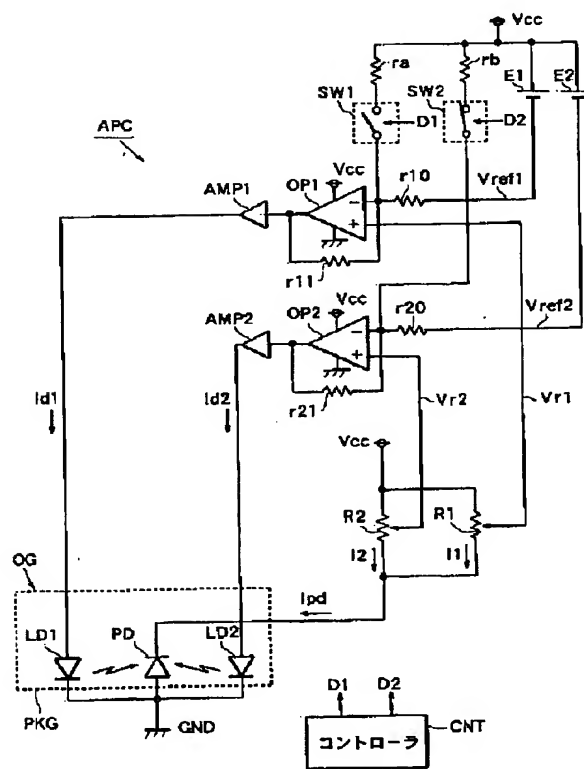 Vcc
ra
rb
E1
E2
SW1
SW2
D1
D2
APC
Vcc
OP1
AMP1
r10
Vref1
−
+
r11
Vcc
OP2
AMP2
r20
Vref2
−
+
r21
Id1
Id2
Vr2
Vr1
Vcc
R2
R1
I2
I1
OG
Ipd
LD1
PD
LD2
PKG
GND
D1
D2
コントローラ
CNT